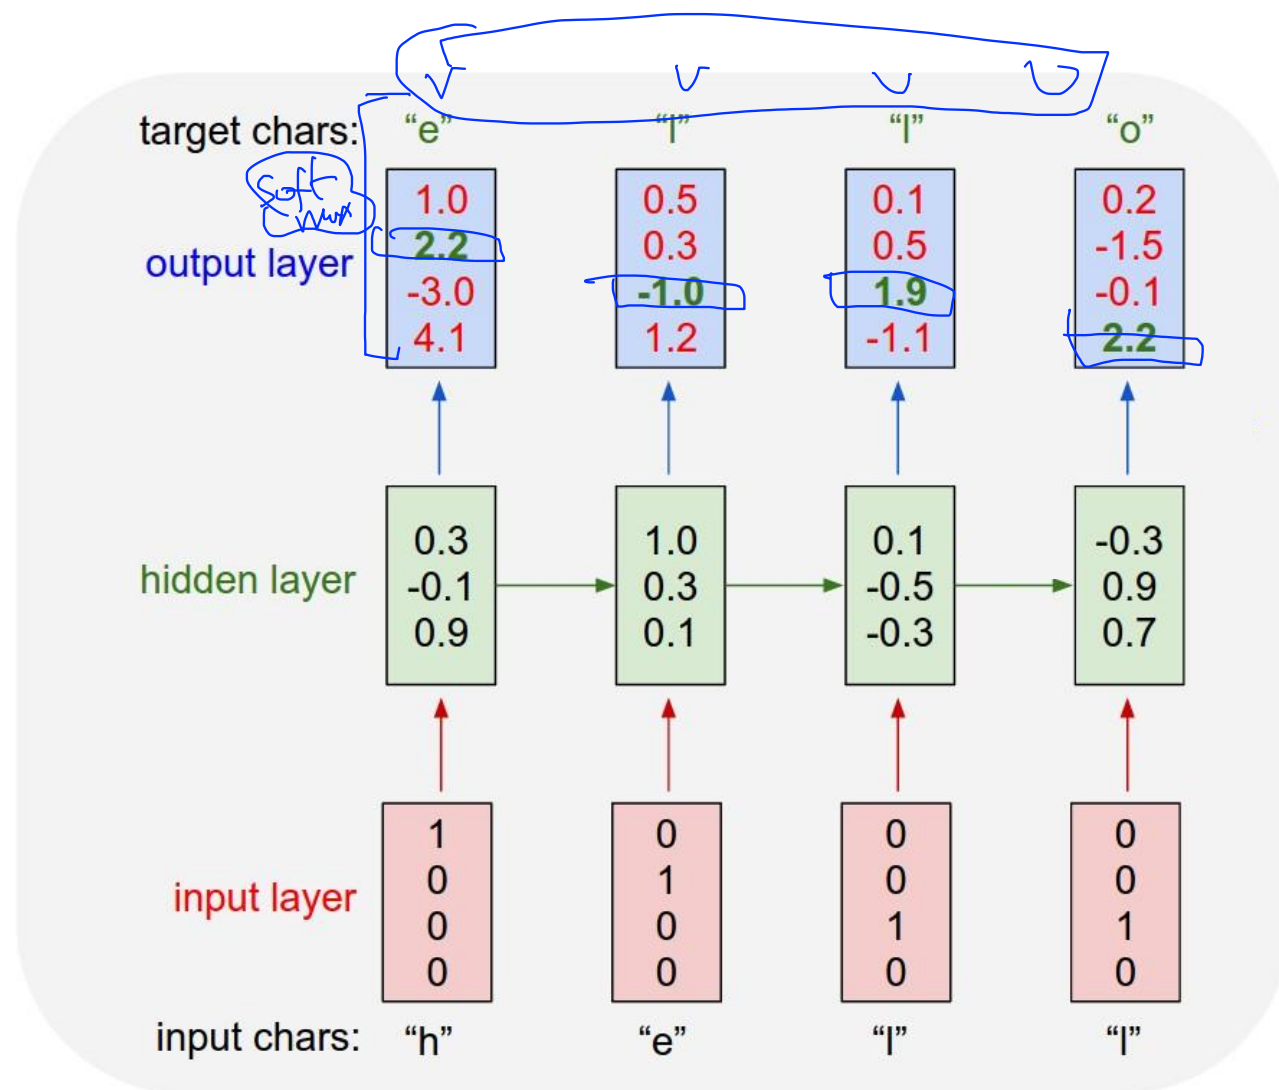 target chars: “e” “l” “l” “o”
Soft
max
output layer
1.0 0.5 0.1 0.2
2.2 0.3 0.5 -1.5
-3.0 -1.0 1.9 -0.1
4.1 1.2 -1.1 2.2
hidden layer
0.3 1.0 0.1 -0.3
-0.1 0.3 -0.5 0.9
0.9 0.1 -0.3 0.7
input layer
1 0 0 0
0 1 0 0
0 0 1 1
0 0 0 0
input chars: “h” “e” “l” “l”